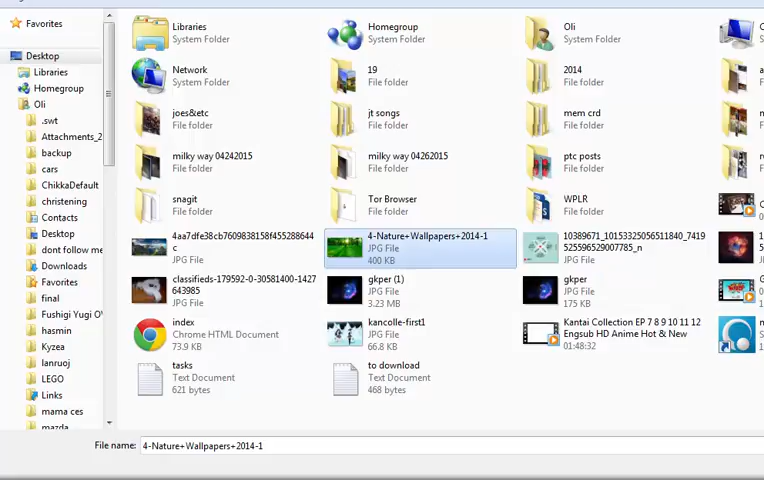 Favorites
Desktop
Libraries
Homegroup
Oli
.swt
Attachments_2
backup
cars
ChikkaDefault
christening
Contacts
Desktop
dont follow me
Downloads
Favorites
final
Fushigi Yugi O
hasmin
Kyzea
lanruoj
LEGO
Links
mama ces
mazda
Libraries
System Folder
Homegroup
System Folder
Oli
System Folder
Network
System Folder
19
File folder
2014
File folder
joes&etc
File folder
jt songs
File folder
mem crd
File folder
milky way 04242015
File folder
milky way 04262015
File folder
ptc posts
File folder
snagit
File folder
Tor Browser
File folder
WPLR
File folder
4aa7dfe38cb7609838158f455288644
c
JPG File
4-Nature+Wallpapers+2014-1
JPG File
400 KB
10389671_10153325056511840_7419
525596529007785_n
JPG File
classifieds-179592-0-30581400-1427
643985
JPG File
gkper (1)
JPG File
3.23 MB
gkper
JPG File
175 KB
index
Chrome HTML Document
73.9 KB
kancolle-first1
JPG File
66.8 KB
Kantai Collection EP 7 8 9 10 11 12
Engsub HD Anime Hot & New
01:48:32
tasks
Text Document
621 bytes
to download
Text Document
468 bytes
File name: 4-Nature+Wallpapers+2014-1